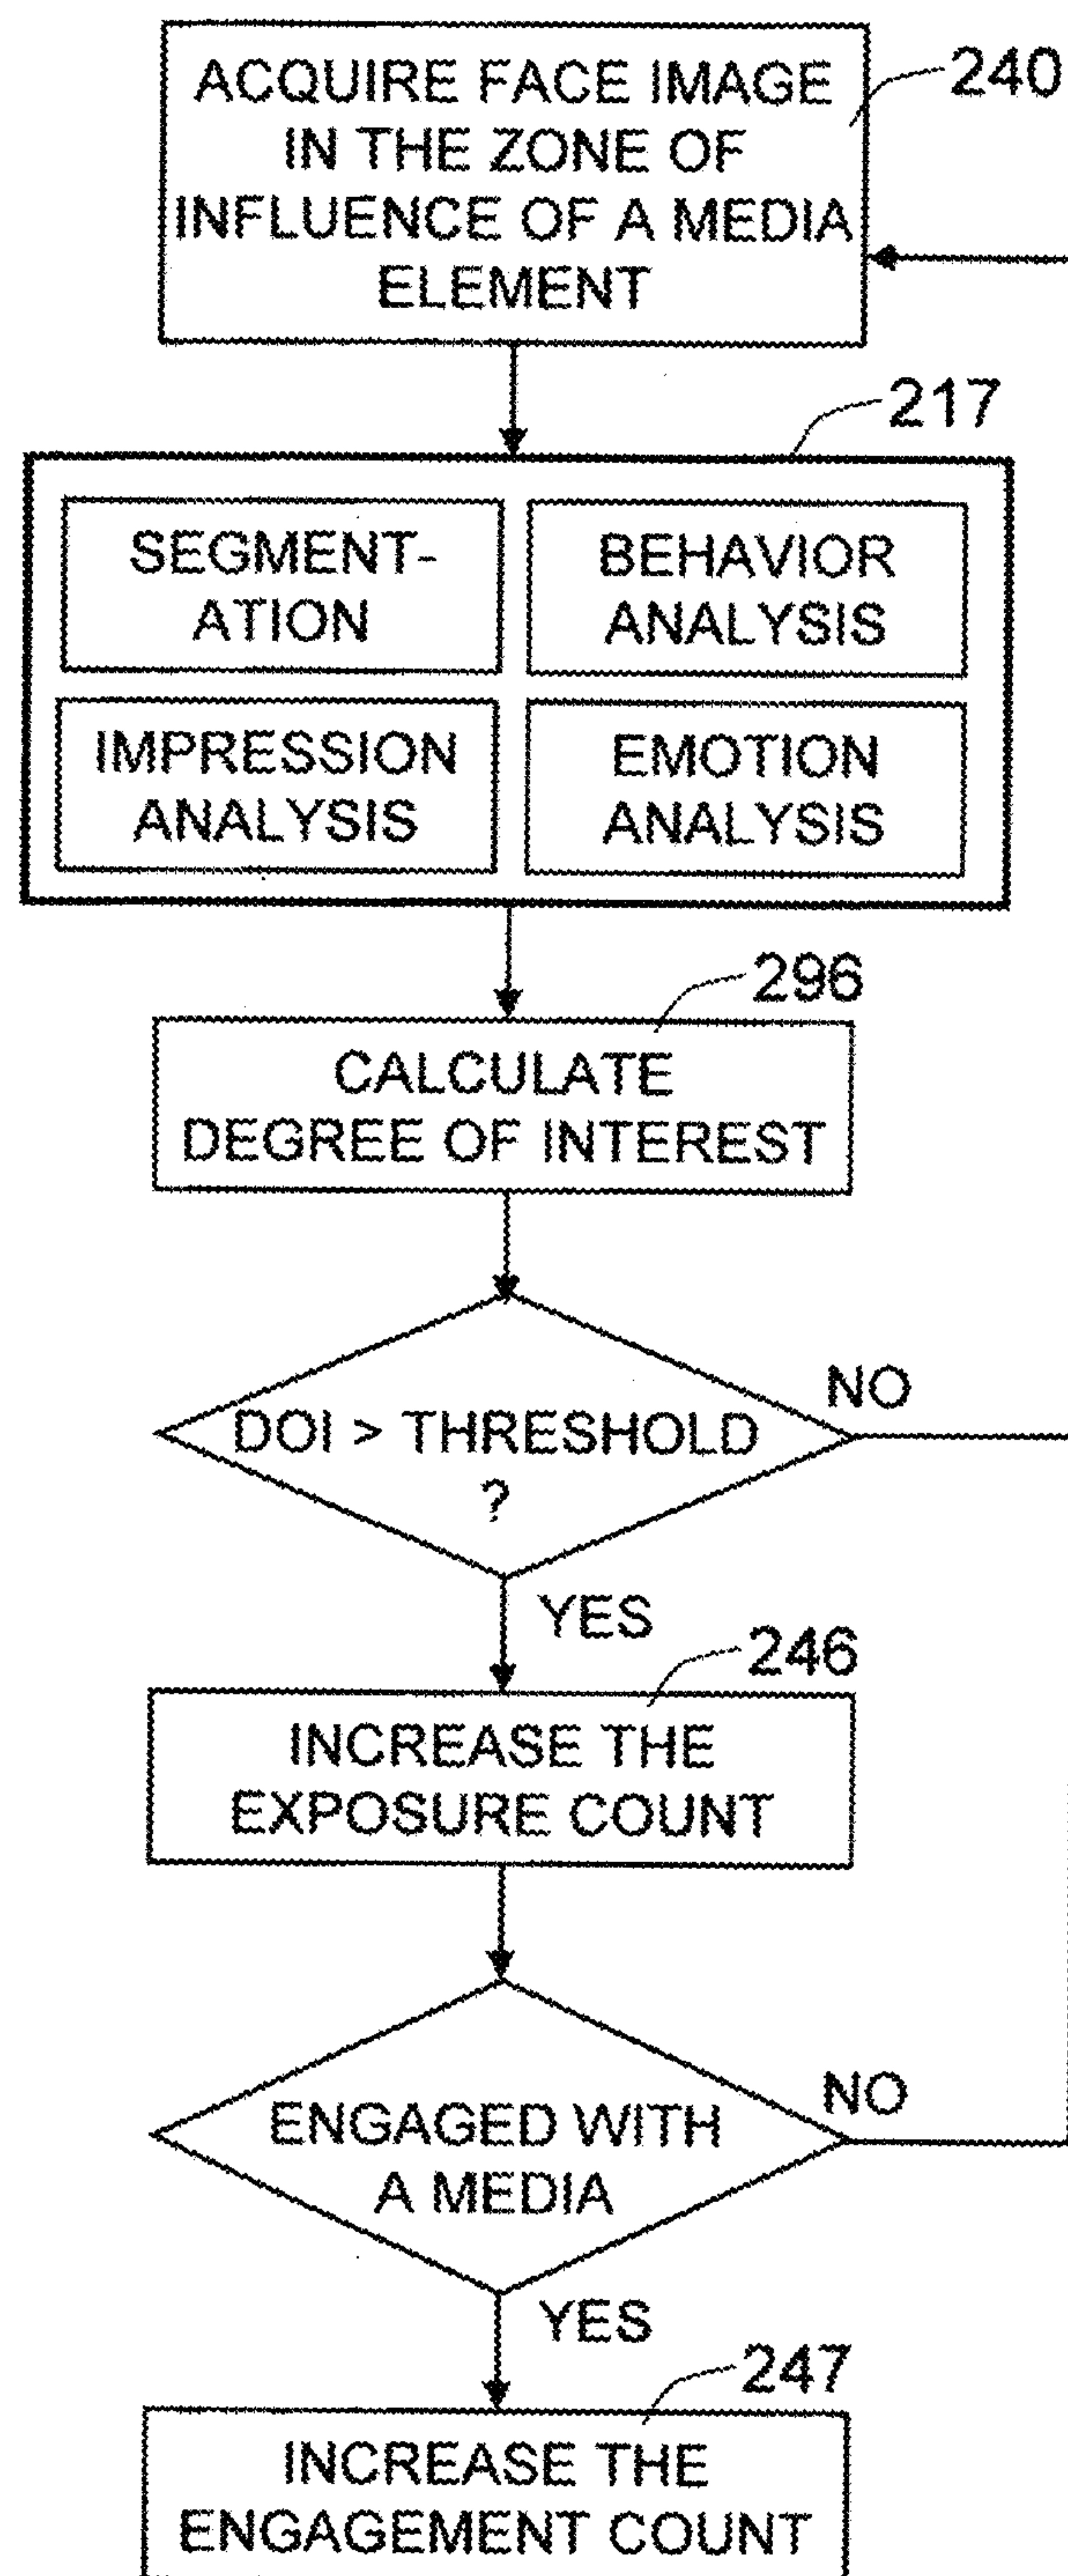 ACQUIRE FACE IMAGE
IN THE ZONE OF
INFLUENCE OF A MEDIA
ELEMENT
240
217
SEGMENT-
ATION
BEHAVIOR
ANALYSIS
IMPRESSION
ANALYSIS
EMOTION
ANALYSIS
296
CALCULATE
DEGREE OF INTEREST
DOI > THRESHOLD
?
NO
YES
246
INCREASE THE
EXPOSURE COUNT
ENGAGED WITH
A MEDIA
NO
YES
247
INCREASE THE
ENGAGEMENT COUNT